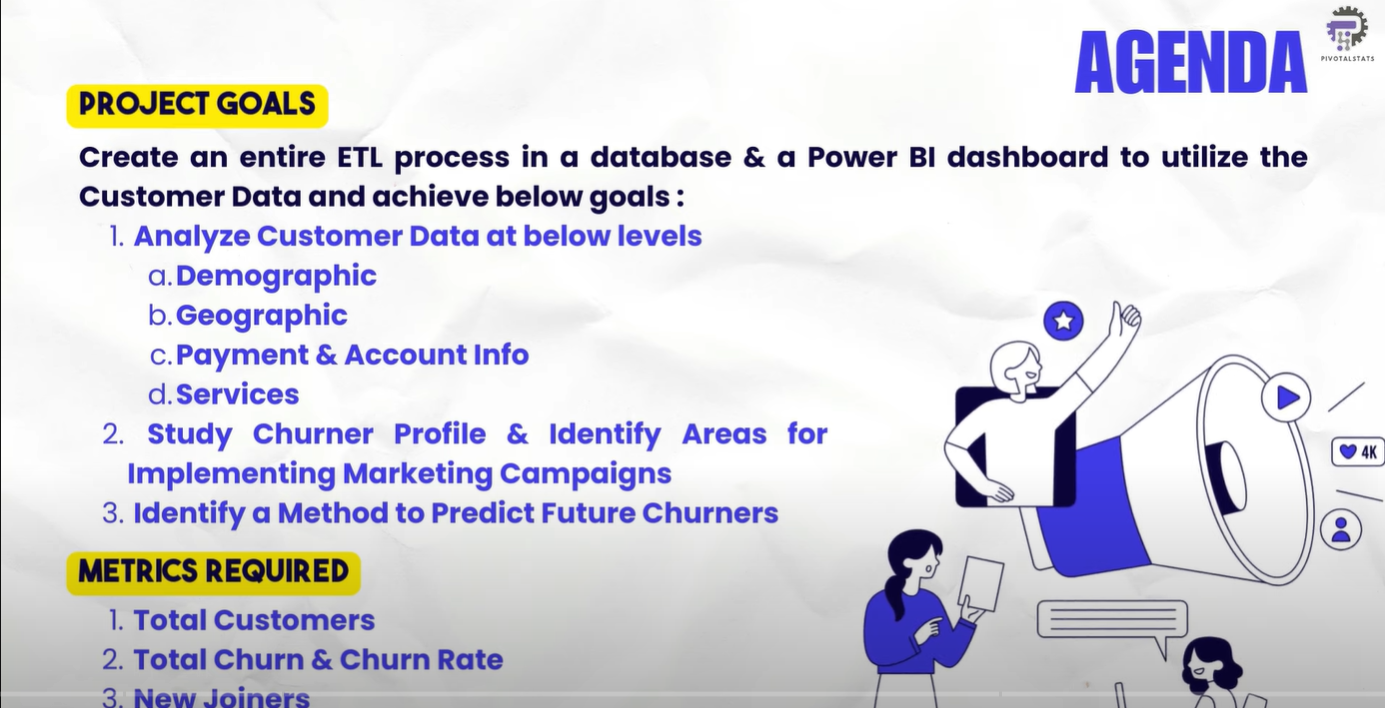 AGENDA
PIVOTALSTATS
PROJECT GOALS
Create an entire ETL process in a database & a Power BI dashboard to utilize the
Customer Data and achieve below goals :
1. Analyze Customer Data at below levels
a. Demographic
b. Geographic
c. Payment & Account Info
d. Services
2. Study Churner Profile & Identify Areas for
Implementing Marketing Campaigns
3. Identify a Method to Predict Future Churners
4K
METRICS REQUIRED
1. Total Customers
2. Total Churn & Churn Rate
3. New Joiners